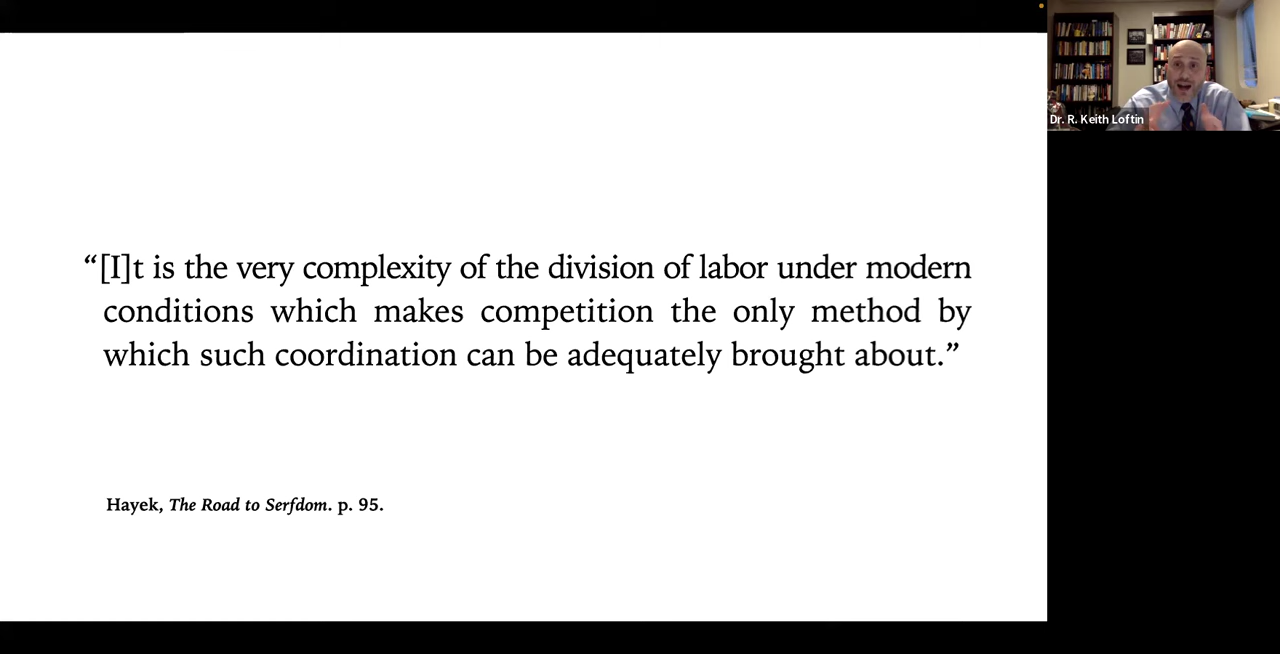 “[I]t is the very complexity of the division of labor under modern
conditions which makes competition the only method by
which such coordination can be adequately brought about.”
Hayek, The Road to Serfdom. p. 95.
Dr. R. Keith Loftin